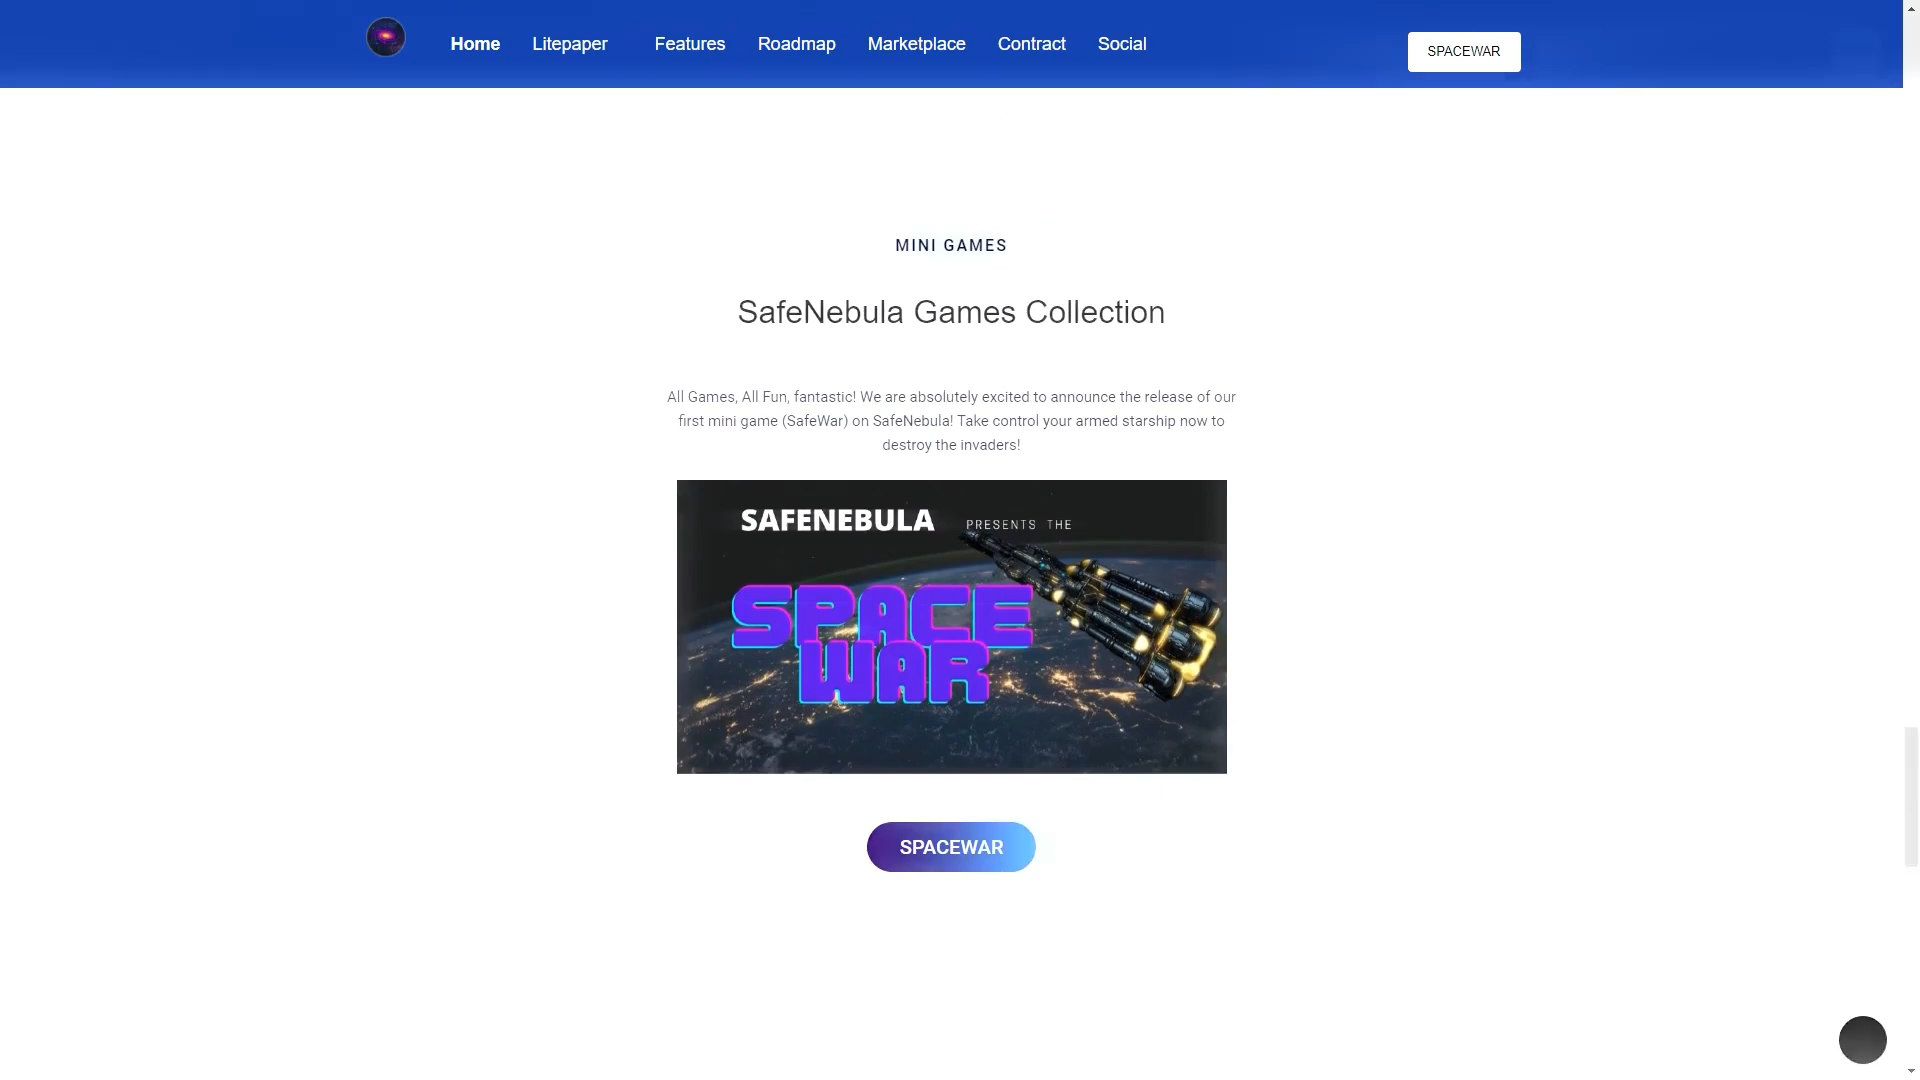 Home Litepaper Features Roadmap Marketplace Contract Social SPACEWAR
MINI GAMES
SafeNebula Games Collection
All Games, All Fun, fantastic! We are absolutely excited to announce the release of our
first mini game (SafeWar) on SafeNebula! Take control your armed starship now to
destroy the invaders!
SAFENEBULA PRESENTS THE
SPACE
WAR
SPACEWAR